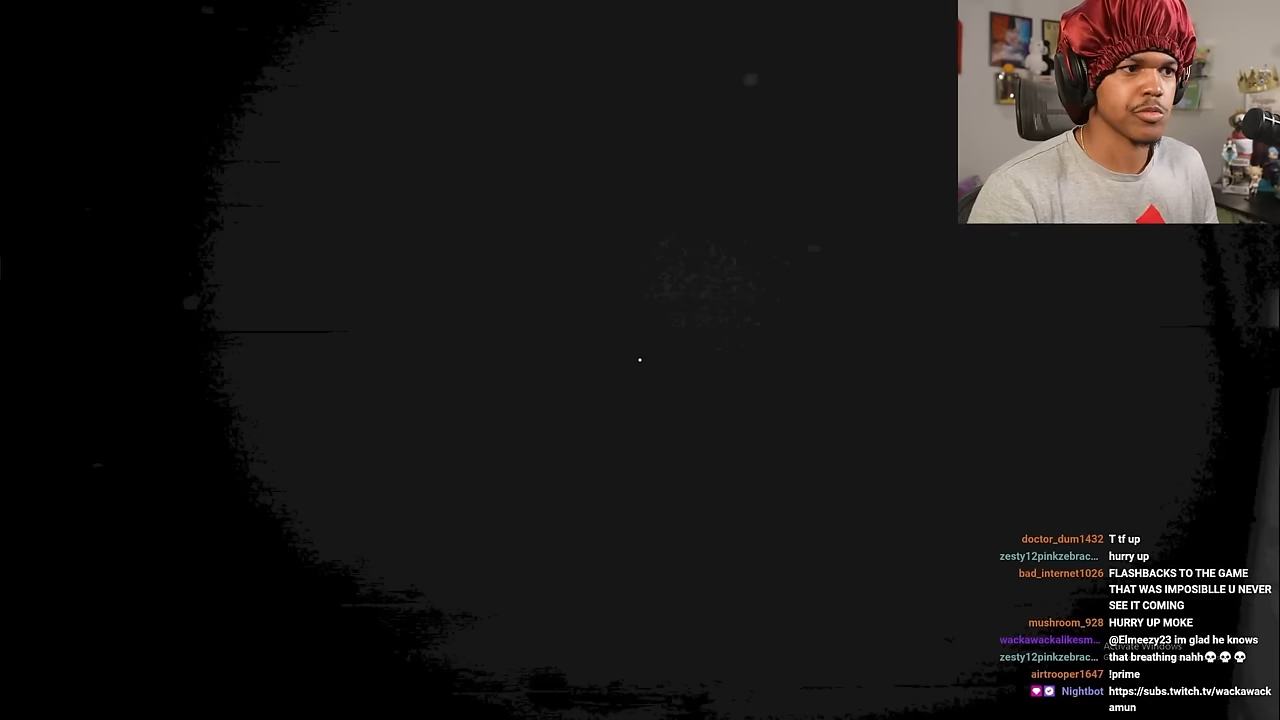 doctor_dum1432 T tf up
zesty12pinkzebrac... hurry up
bad_internet1026 FLASHBACKS TO THE GAME
THAT WAS IMPOSIBLLE U NEVER
SEE IT COMING
mushroom_928 HURRY UP MOKE
wackawackalikesm... @Elmeezy23 im glad he knows
Activate Windows
zesty12pinkzebrac... that breathing nahh💀💀💀
airtrooper1647 !prime
Nightbot https://subs.twitch.tv/wackawack
amun